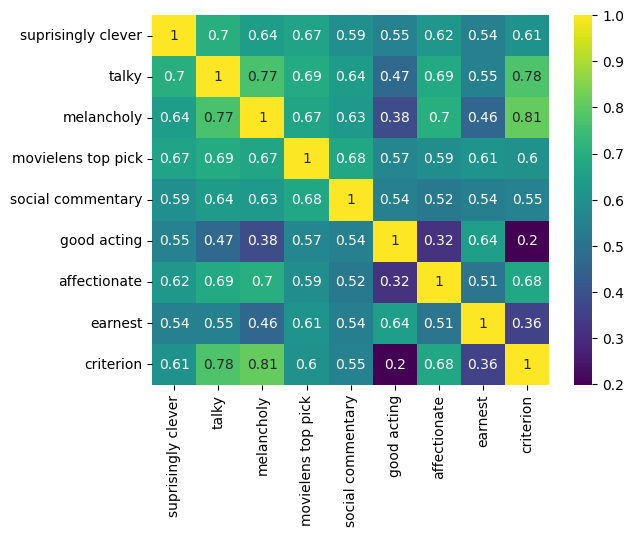 suprisingly clever 1 0.7 0.64 0.67 0.59 0.55 0.62 0.54 0.61
talky 0.7 1 0.77 0.69 0.64 0.47 0.69 0.55 0.78
melancholy 0.64 0.77 1 0.67 0.63 0.38 0.7 0.46 0.81
movielens top pick 0.67 0.69 0.67 1 0.68 0.57 0.59 0.61 0.6
social commentary 0.59 0.64 0.63 0.68 1 0.54 0.52 0.54 0.55
good acting 0.55 0.47 0.38 0.57 0.54 1 0.32 0.64 0.2
affectionate 0.62 0.69 0.7 0.59 0.52 0.32 1 0.51 0.68
earnest 0.54 0.55 0.46 0.61 0.54 0.64 0.51 1 0.36
criterion 0.61 0.78 0.81 0.6 0.55 0.2 0.68 0.36 1
suprisingly clever
talky
melancholy
movielens top pick
social commentary
good acting
affectionate
earnest
criterion
1.0
0.9
0.8
0.7
0.6
0.5
0.4
0.3
0.2